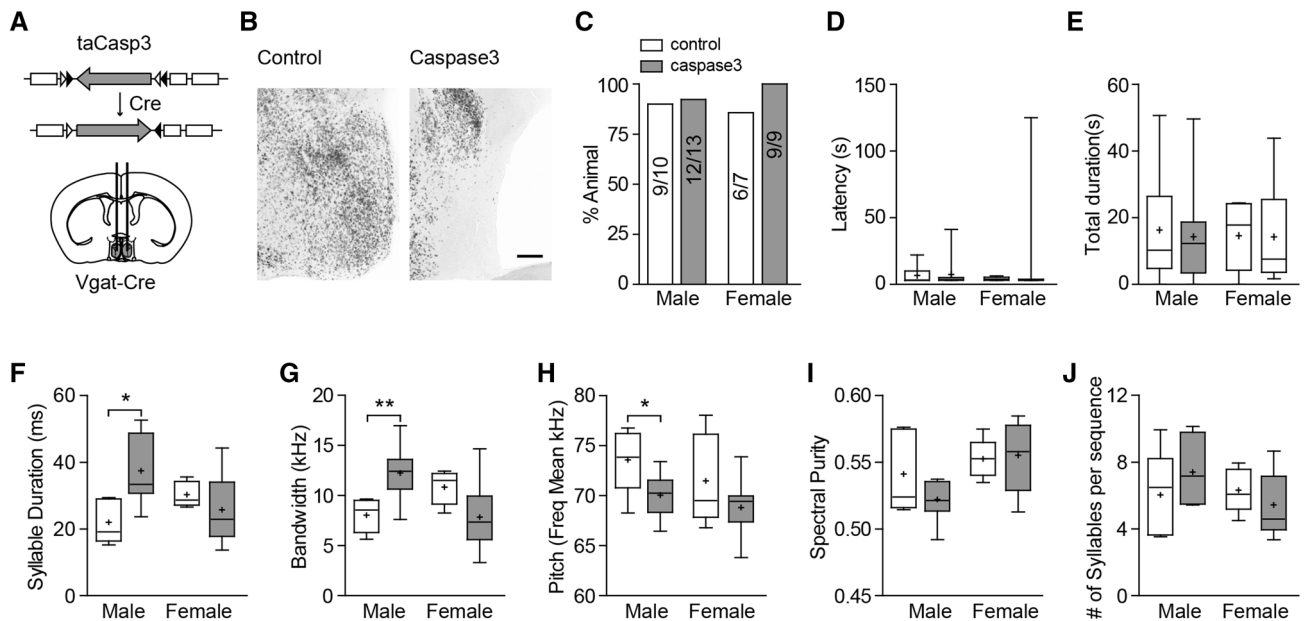 A
taCasp3
Cre
Vgat-Cre
B
Control
Caspase3
C
control
caspase3
% Animal
100
75
50
25
0
9/10
12/13
6/7
9/9
Male
Female
D
Latency (s)
150
100
50
0
Male
Female
E
Total duration(s)
60
40
20
0
Male
Female
F
Syllable Duration (ms)
60
40
20
0
*
Male
Female
G
Bandwidth (kHz)
20
15
10
5
0
**
Male
Female
H
Pitch (Freq Mean kHz)
80
75
70
65
60
*
Male
Female
I
Spectral Purity
0.60
0.55
0.50
0.45
Male
Female
J
# of Syllables per sequence
12
8
4
0
Male
Female